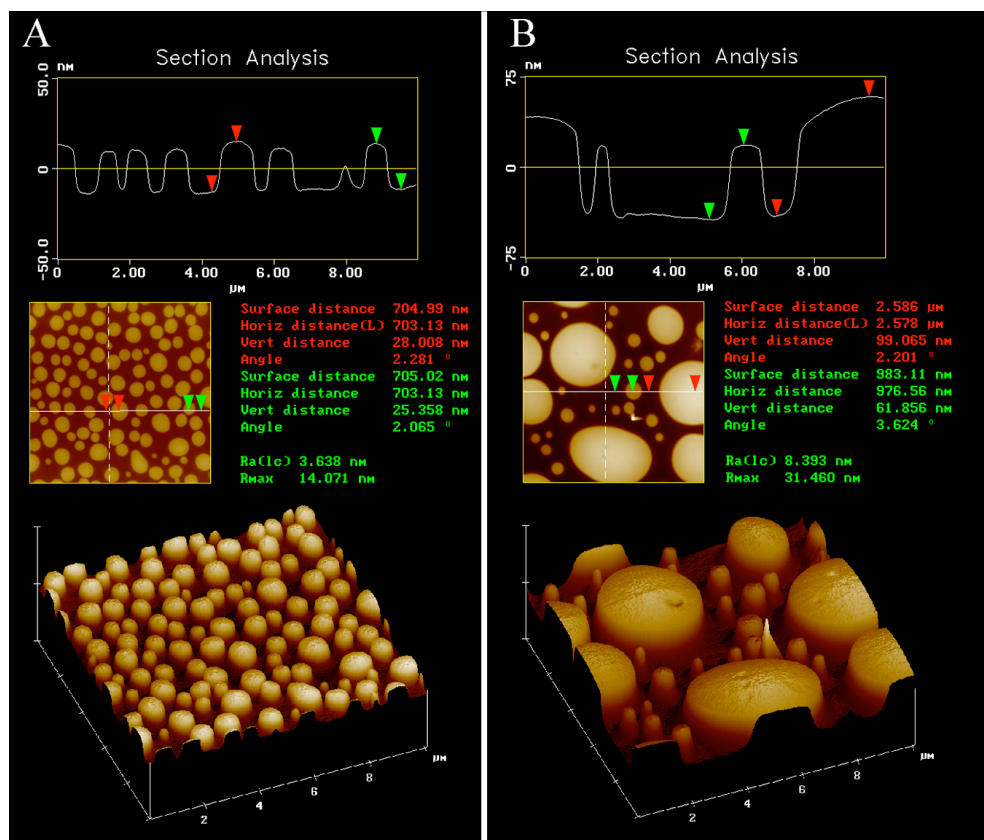 A
Section Analysis
50.0
nm
0
-50.0
0
2.00
4.00
6.00
8.00
μm
Surface distance 704.99 nm
Horiz distance(L) 703.13 nm
Vert distance 28.008 nm
Angle 2.281 °
Surface distance 705.02 nm
Horiz distance 703.13 nm
Vert distance 25.358 nm
Angle 2.065 °
Ra(lc) 3.638 nm
Rmax 14.071 nm
2
4
6
8
μm
B
Section Analysis
75
nm
0
-75
0
2.00
4.00
6.00
8.00
μm
Surface distance 2.586 μm
Horiz distance(L) 2.578 μm
Vert distance 99.065 nm
Angle 2.201 °
Surface distance 983.11 nm
Horiz distance 976.56 nm
Vert distance 61.856 nm
Angle 3.624 °
Ra(lc) 8.393 nm
Rmax 31.460 nm
2
4
6
8
μm